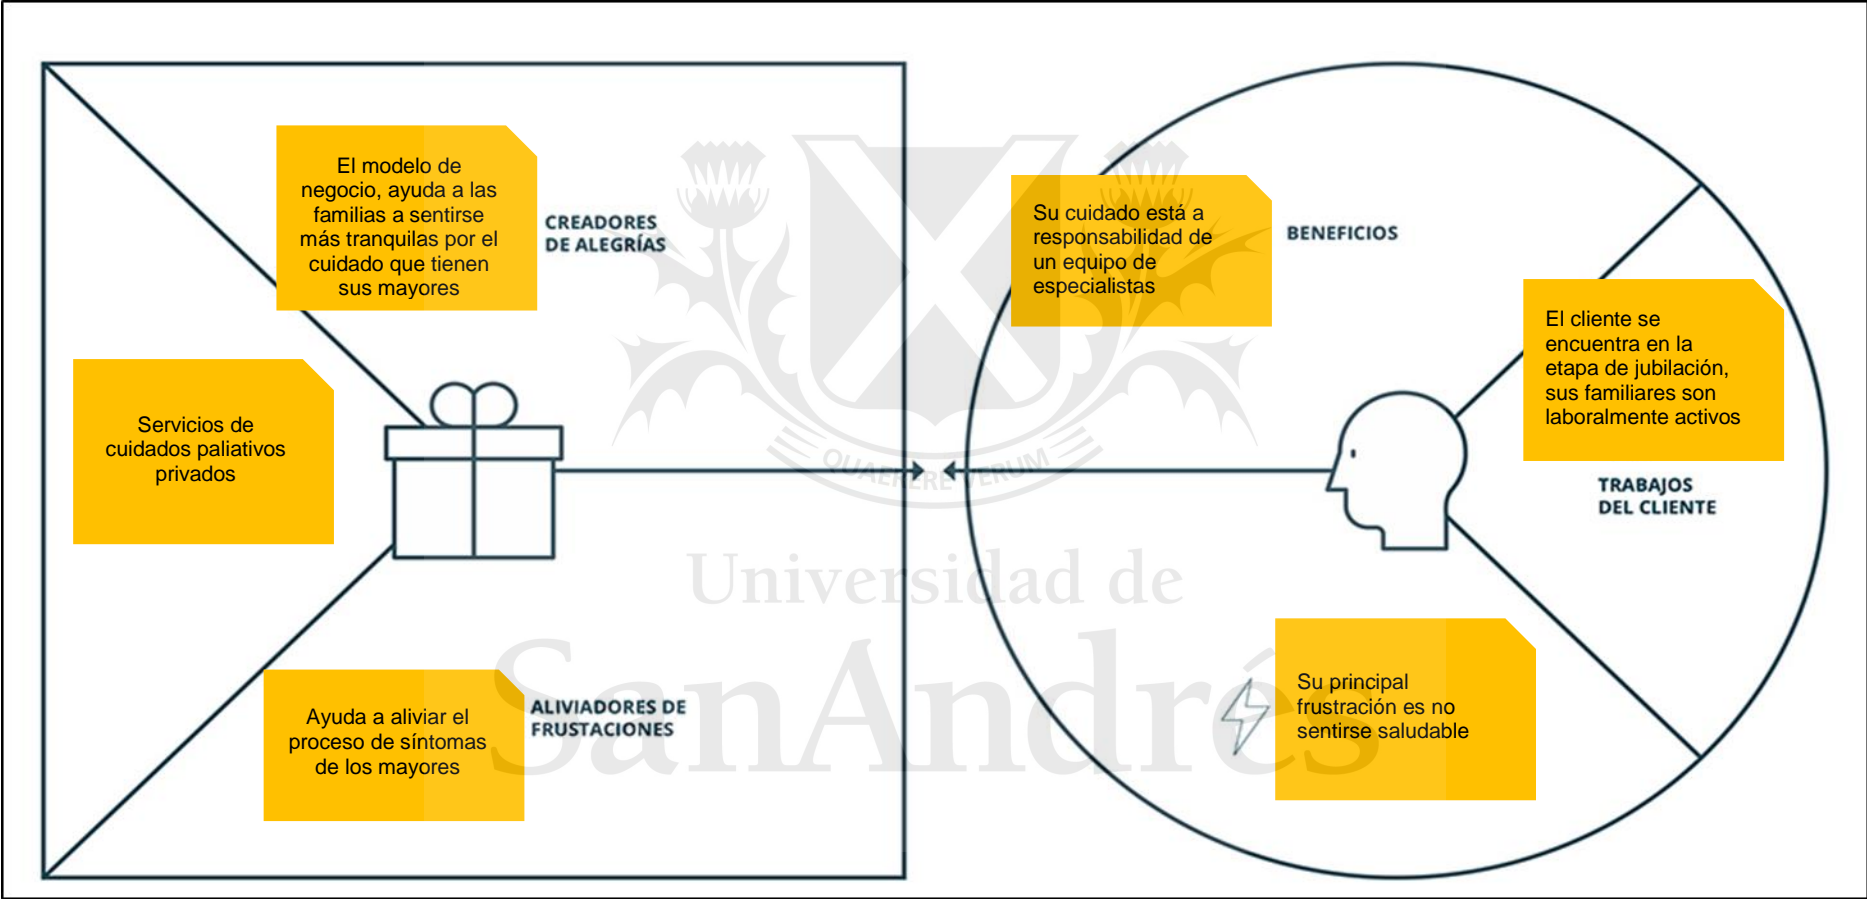 El modelo de
negocio, ayuda a las
familias a sentirse
más tranquilas por el
cuidado que tienen
sus mayores
CREADORES
DE ALEGRÍAS
Servicios de
cuidados paliativos
privados
Ayuda a aliviar el
proceso de síntomas
de los mayores
ALIVIADORES DE
FRUSTACIONES
Su cuidado está a
responsabilidad de
un equipo de
especialistas
BENEFICIOS
El cliente se
encuentra en la
etapa de jubilación,
sus familiares son
laboralmente activos
TRABAJOS
DEL CLIENTE
Su principal
frustración es no
sentirse saludable
QUAERERE VERUM
Universidad de
SanAndrés